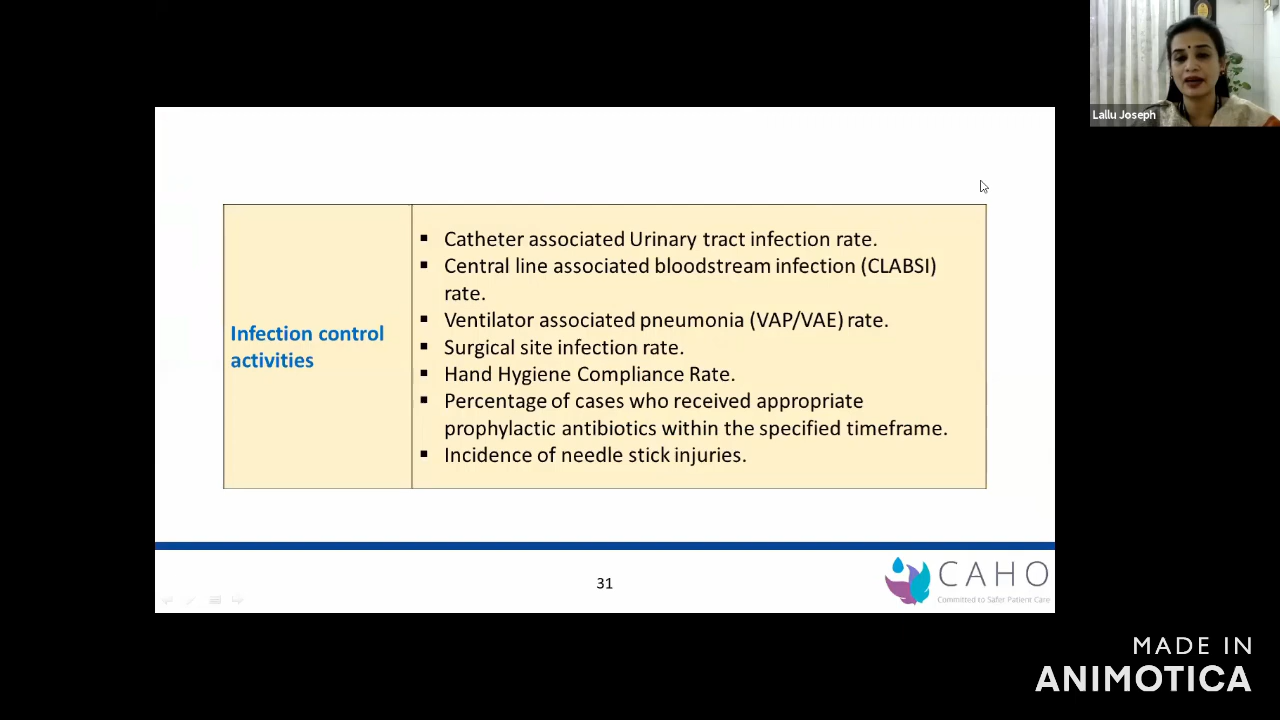 Lallu Joseph
Infection control
activities
▪ Catheter associated Urinary tract infection rate.
▪ Central line associated bloodstream infection (CLABSI)
rate.
▪ Ventilator associated pneumonia (VAP/VAE) rate.
▪ Surgical site infection rate.
▪ Hand Hygiene Compliance Rate.
▪ Percentage of cases who received appropriate
prophylactic antibiotics within the specified timeframe.
▪ Incidence of needle stick injuries.
31
CAHO
Committed to Safer Patient Care
MADE IN
ANIMOTICA